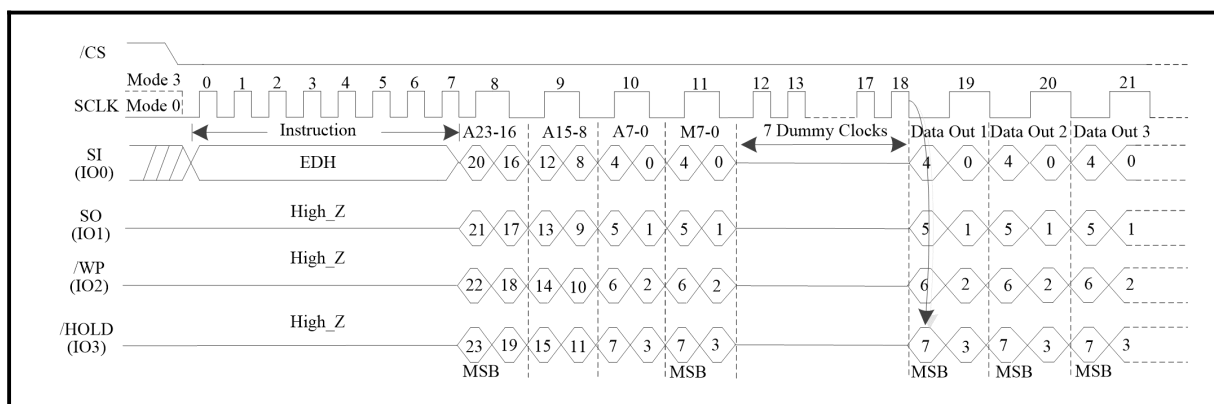 /CS
Mode 3 0 1 2 3 4 5 6 7 8 9 10 11 12 13 17 18 19 20 21
SCLK Mode 0
Instruction A23-16 A15-8 A7-0 M7-0 7 Dummy Clocks Data Out 1 Data Out 2 Data Out 3
SI
(IO0)
EDH 20 16 12 8 4 0 4 0 4 0 4 0 4 0
SO
(IO1)
High_Z
21 17 13 9 5 1 5 1 5 1 5 1 5 1
/WP
(IO2)
High_Z
22 18 14 10 6 2 6 2 6 2 6 2 6 2
/HOLD
(IO3)
High_Z
23 19 15 11 7 3 7 3 7 3 7 3 7 3
MSB MSB MSB MSB MSB